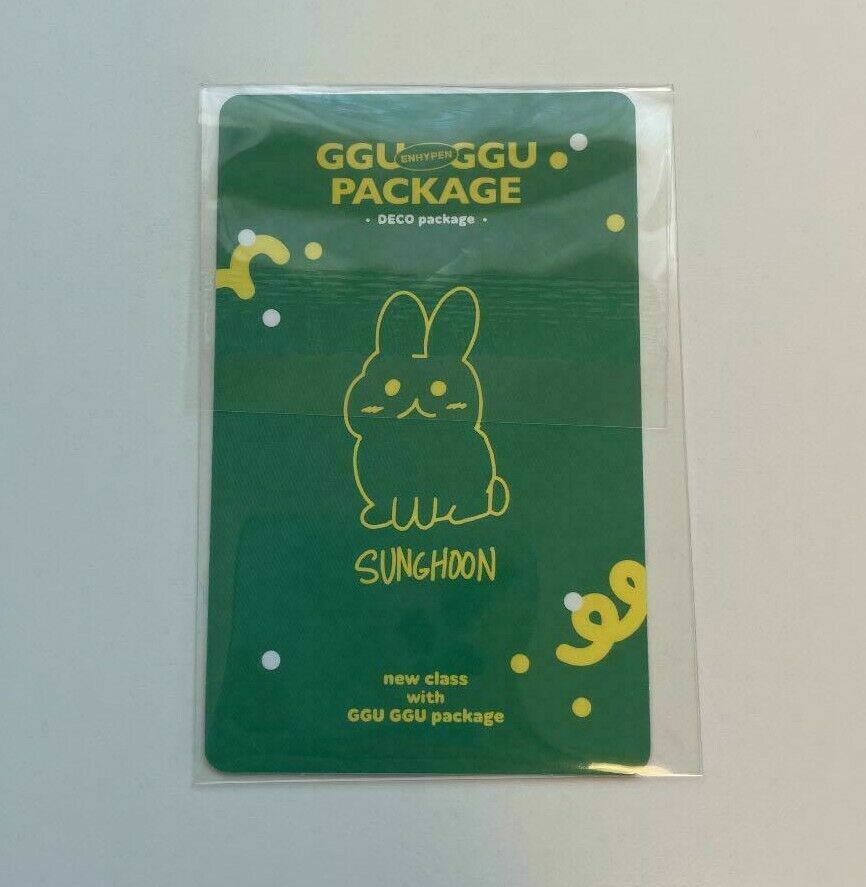 GGU ENHYPEN GGU
PACKAGE
• DECO package •
SUNGHOON
new class
with
GGU GGU package